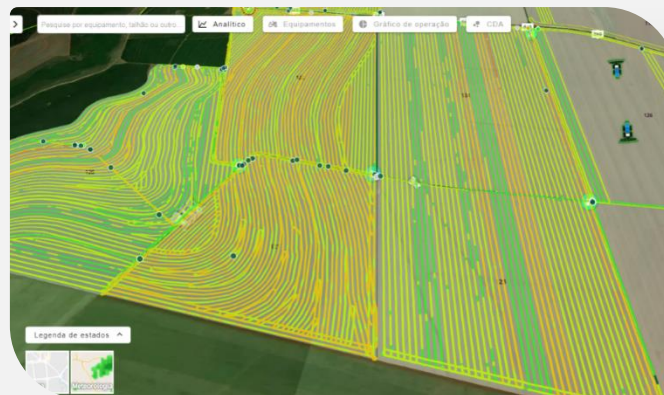 Pesquise por equipamento, talhão ou outro...
Analítico
Equipamentos
Gráfico de operação
CDA
Legenda de estados
Meteorologia